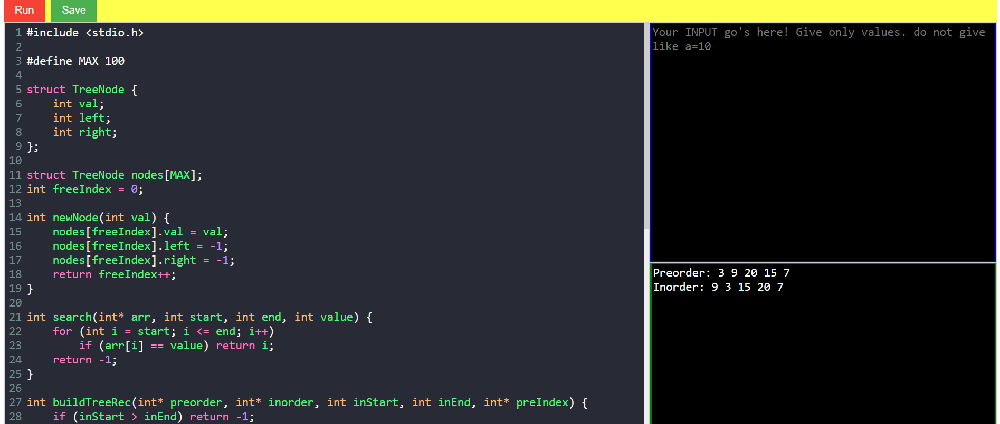 Run Save
1 #include <stdio.h>
2
3 #define MAX 100
4
5 struct TreeNode {
6     int val;
7     int left;
8     int right;
9 };
10
11 struct TreeNode nodes[MAX];
12 int freeIndex = 0;
13
14 int newNode(int val) {
15     nodes[freeIndex].val = val;
16     nodes[freeIndex].left = -1;
17     nodes[freeIndex].right = -1;
18     return freeIndex++;
19 }
20
21 int search(int* arr, int start, int end, int value) {
22     for (int i = start; i <= end; i++)
23         if (arr[i] == value) return i;
24     return -1;
25 }
26
27 int buildTreeRec(int* preorder, int* inorder, int inStart, int inEnd, int* preIndex) {
28     if (inStart > inEnd) return -1;
Your INPUT go's here! Give only values. do not give
like a=10
Preorder: 3 9 20 15 7
Inorder: 9 3 15 20 7